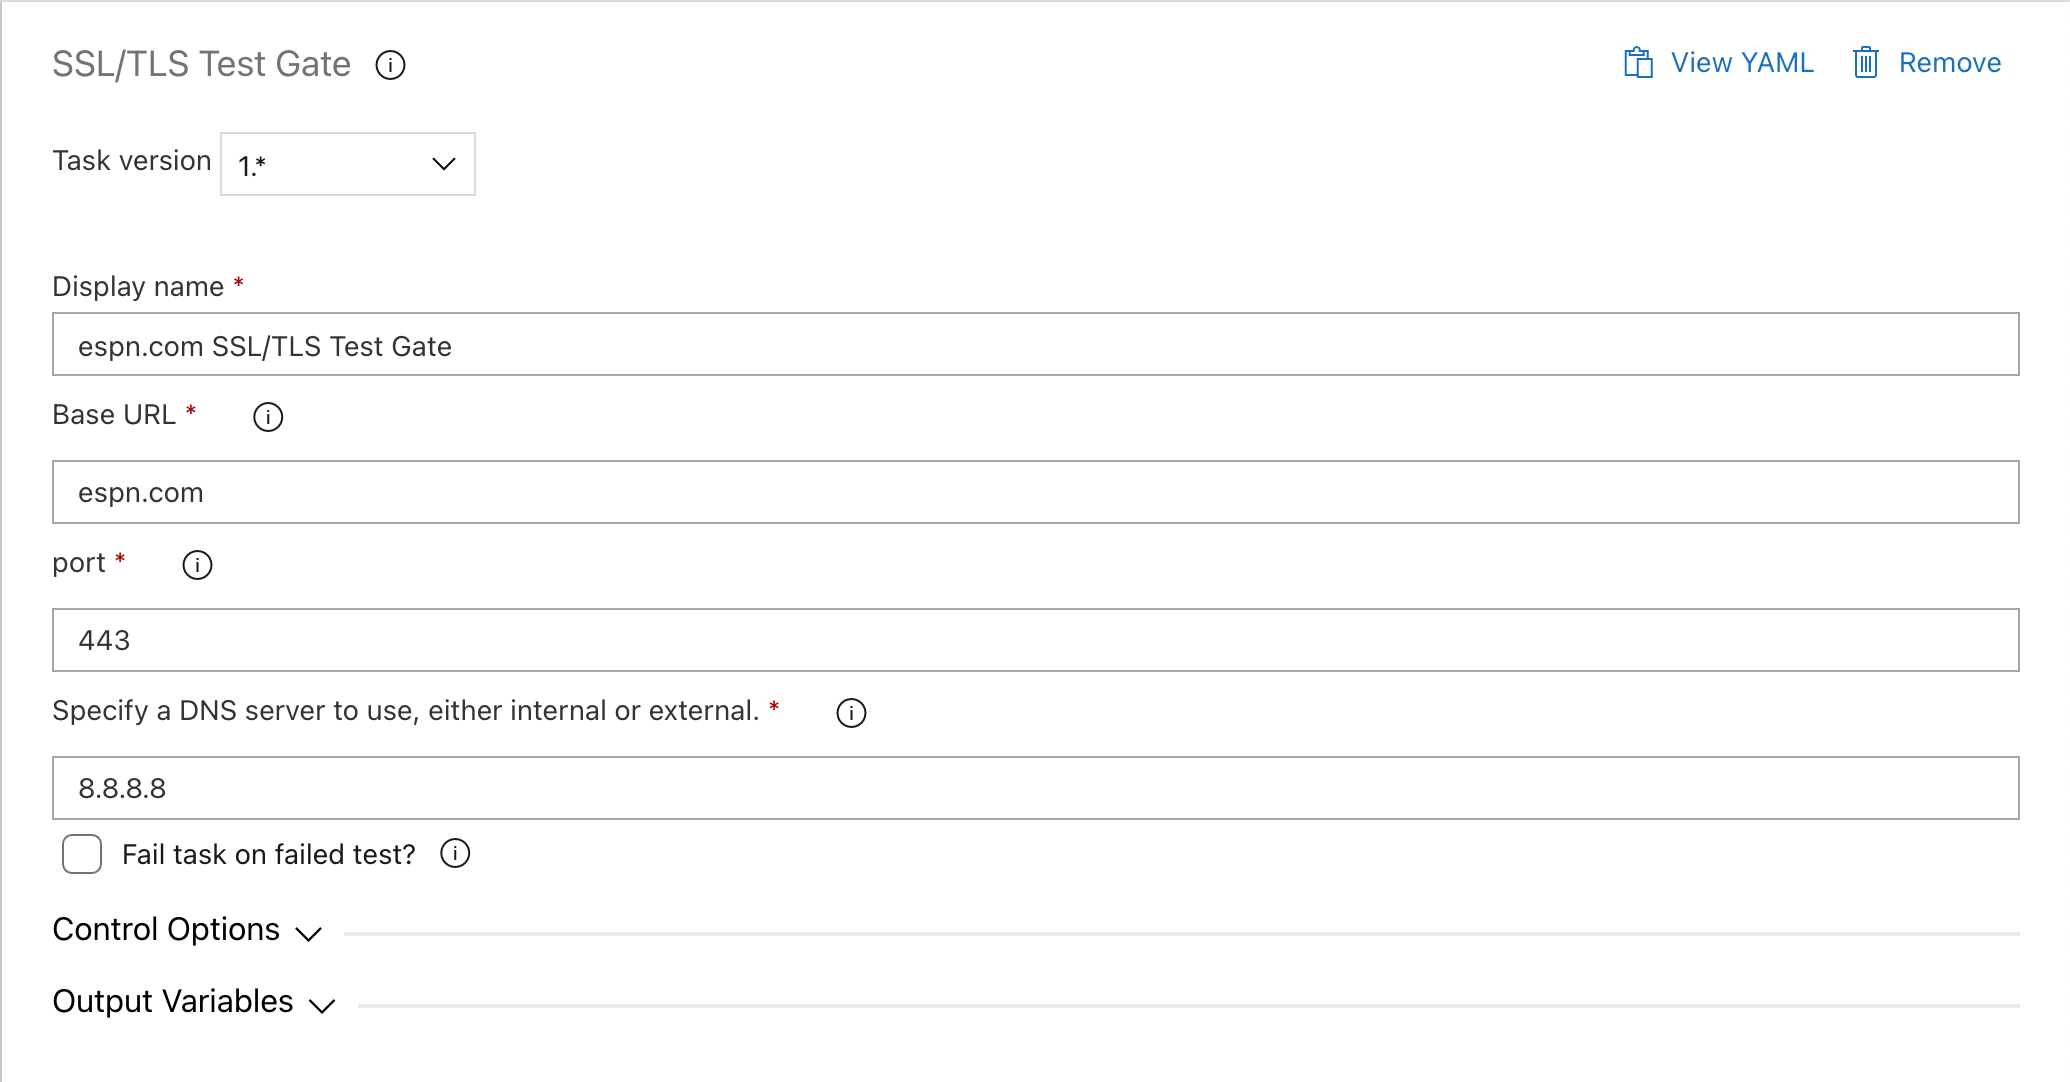 SSL/TLS Test Gate
View YAML
Remove
Task version
1.*
Display name *
espn.com SSL/TLS Test Gate
Base URL *
espn.com
port *
443
Specify a DNS server to use, either internal or external. *
8.8.8.8
Fail task on failed test?
Control Options
Output Variables